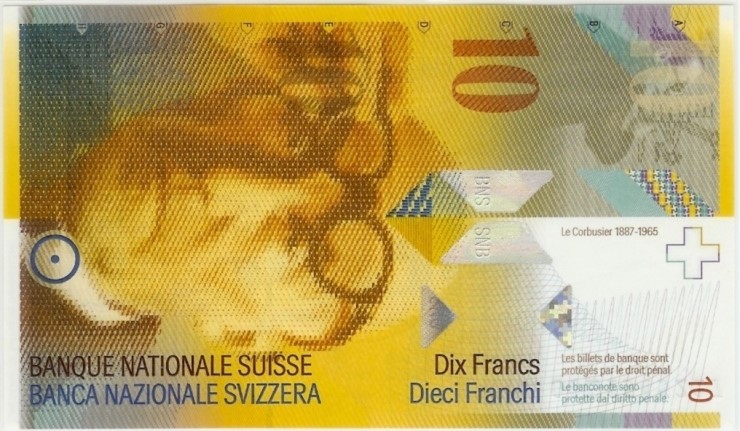 H G F E D C B A
10
10
BNS
SNB
Le Corbusier 1887-1965
BANQUE NATIONALE SUISSE
BANCA NAZIONALE SVIZZERA
Dix Francs
Dieci Franchi
Les billets de banque sont
protégés par le droit pénal.
Le banconote sono
protette dal diritto penale.
10